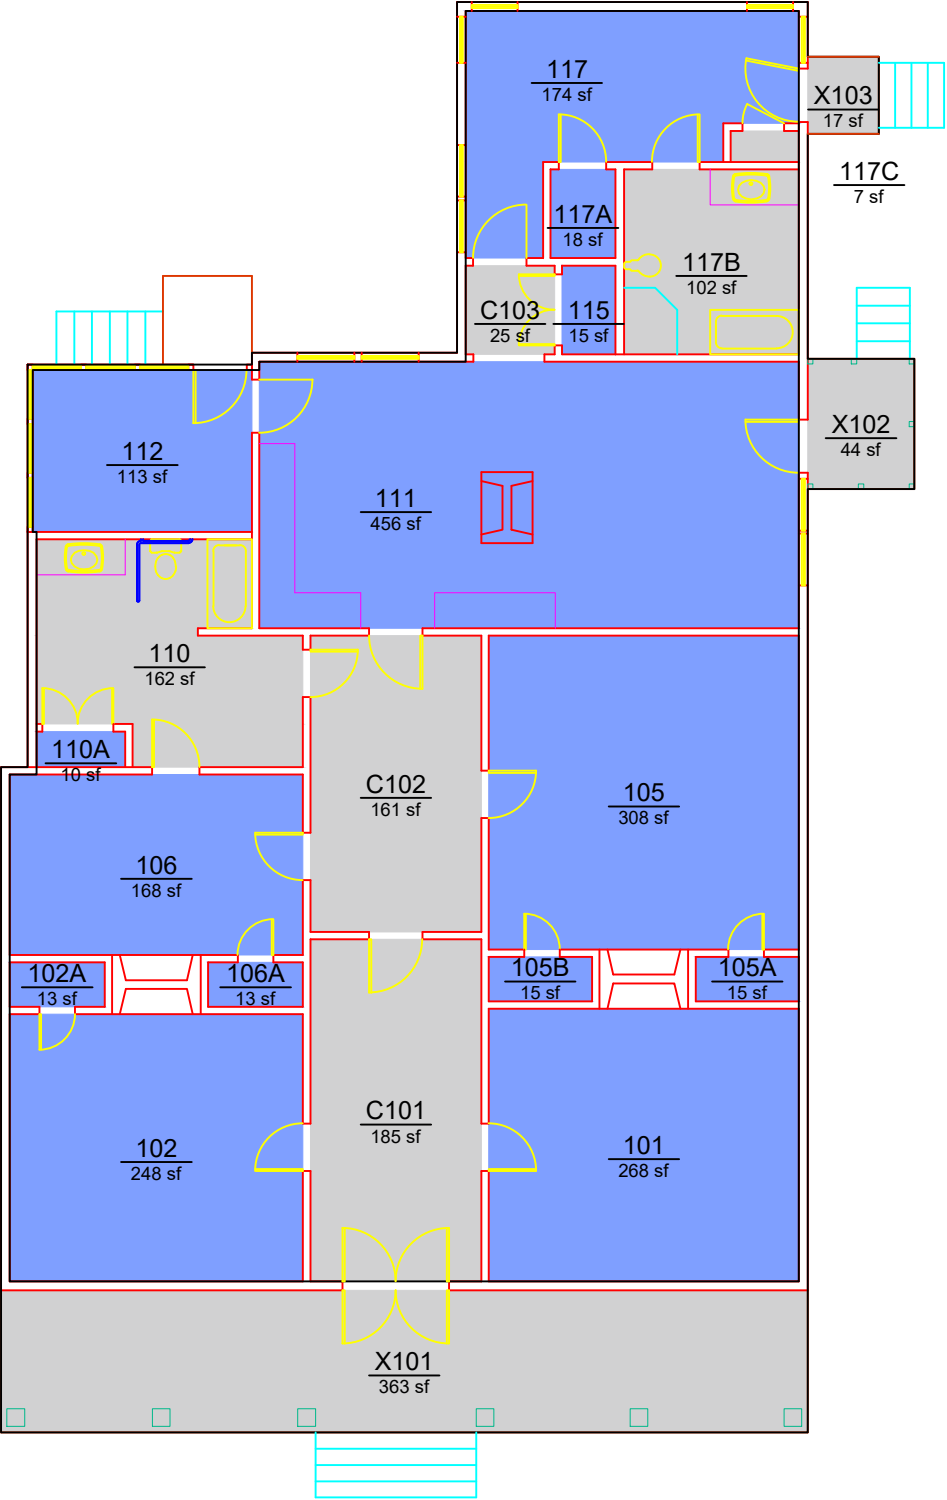 117
174 sf
X103
17 sf
117C
7 sf
117A
18 sf
117B
102 sf
C103
25 sf
115
15 sf
X102
44 sf
112
113 sf
111
456 sf
110
162 sf
110A
10 sf
C102
161 sf
105
308 sf
106
168 sf
102A
13 sf
106A
13 sf
105B
15 sf
105A
15 sf
C101
185 sf
102
248 sf
101
268 sf
X101
363 sf